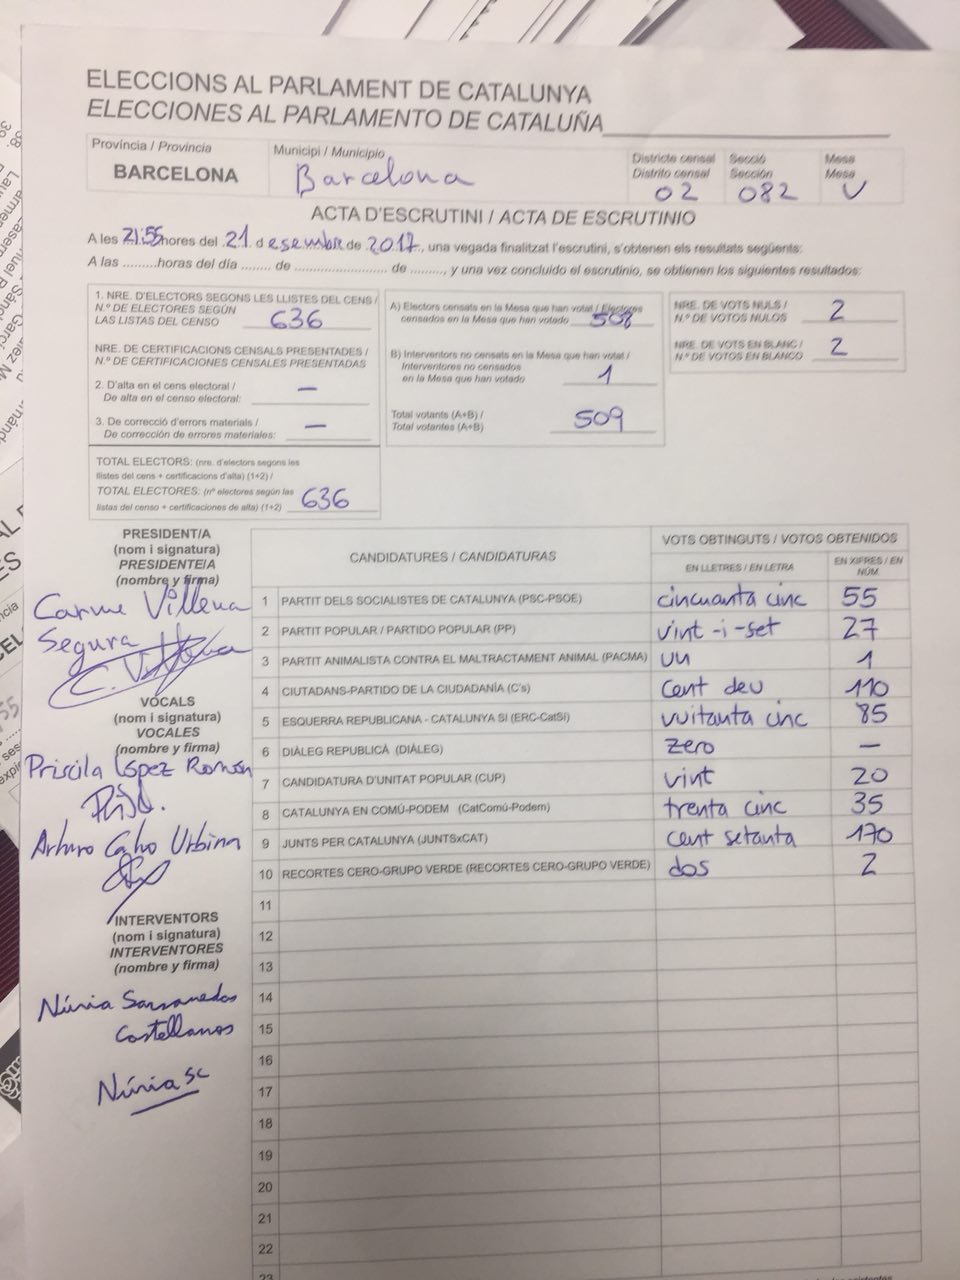 ELECCIONS AL PARLAMENT DE CATALUNYA
ELECCIONES AL PARLAMENTO DE CATALUÑA
Província / Provincia
BARCELONA
Municipi / Municipio
Barcelona
Districte censal
Distrito censal
02
Secció
Sección
082
Mesa
Mesa
U
ACTA D'ESCRUTINI / ACTA DE ESCRUTINIO
A les 21:55 hores del 21 d esembre de 2017, una vegada finalitzat l'escrutini, s'obtenen els resultats següents:
A las .........horas del día ........ de ......................... de ........., y una vez concluido el escrutinio, se obtienen los siguientes resultados:
1. NRE. D'ELECTORS SEGONS LES LLISTES DEL CENS /
N.º DE ELECTORES SEGÚN
LAS LISTAS DEL CENSO 636
NRE. DE CERTIFICACIONS CENSALS PRESENTADES /
N.º DE CERTIFICACIONES CENSALES PRESENTADAS
2. D'alta en el cens electoral /
De alta en el censo electoral: —
3. De correcció d'errors materials /
De corrección de errores materiales: —
TOTAL ELECTORS: (nre. d'electors segons les
llistes del cens + certificacions d'alta) (1+2) /
TOTAL ELECTORES: (nº electores según las
listas del censo + certificaciones de alta) (1+2) 636
A) Electors censats en la Mesa que han votat / Electores
censados en la Mesa que han votado 508
B) Interventors no censats en la Mesa que han votat /
Interventores no censados
en la Mesa que han votado 1
Total votants (A+B) /
Total votantes (A+B) 509
NRE. DE VOTS NULS /
N.º DE VOTOS NULOS 2
NRE. DE VOTS EN BLANC /
N.º DE VOTOS EN BLANCO 2
PRESIDENT/A
(nom i signatura)
PRESIDENTE/A
(nombre y firma)
Carme Villena
Segura
VOCALS
(nom i signatura)
VOCALES
(nombre y firma)
Priscila López Román
Arturo Calvo Urbina
INTERVENTORS
(nom i signatura)
INTERVENTORES
(nombre y firma)
Núria Sarsanedas
Castellanos
Núria SC
CANDIDATURES / CANDIDATURAS
VOTS OBTINGUTS / VOTOS OBTENIDOS
EN LLETRES / EN LETRA
EN XIFRES / EN
NÚM.
1 PARTIT DELS SOCIALISTES DE CATALUNYA (PSC-PSOE) cincuanta cinc 55
2 PARTIT POPULAR / PARTIDO POPULAR (PP) vint-i-set 27
3 PARTIT ANIMALISTA CONTRA EL MALTRACTAMENT ANIMAL (PACMA) un 1
4 CIUTADANS-PARTIDO DE LA CIUDADANÍA (C's) Cent deu 110
5 ESQUERRA REPUBLICANA - CATALUNYA SI (ERC-CatSí) vuitanta cinc 85
6 DIÀLEG REPUBLICÀ (DIÀLEG) zero —
7 CANDIDATURA D'UNITAT POPULAR (CUP) vint 20
8 CATALUNYA EN COMÚ-PODEM (CatComú-Podem) trenta cinc 35
9 JUNTS PER CATALUNYA (JUNTSxCAT) cent setanta 170
10 RECORTES CERO-GRUPO VERDE (RECORTES CERO-GRUPO VERDE) dos 2
11
12
13
14
15
16
17
18
19
20
21
22
23